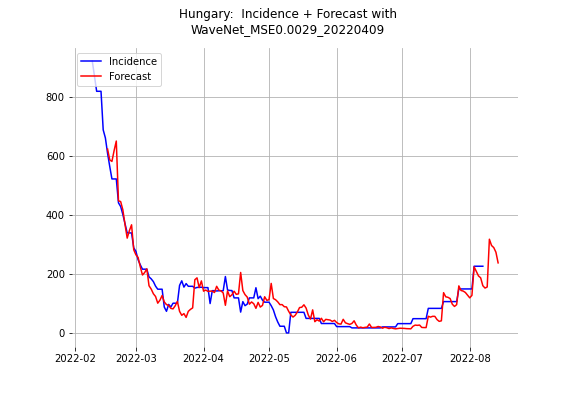 Hungary:  Incidence + Forecast with
WaveNet_MSE0.0029_20220409
Incidence
Forecast
800
600
400
200
0
2022-02 2022-03 2022-04 2022-05 2022-06 2022-07 2022-08